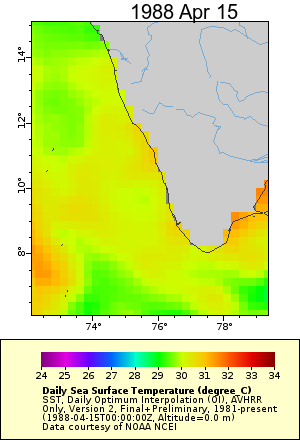 1988 Apr 15
14°
12°
10°
8°
74°
76°
78°
24 25 26 27 28 29 30 31 32 33 34
Daily Sea Surface Temperature (degree_C)
SST, Daily Optimum Interpolation (OI), AVHRR
Only, Version 2, Final+Preliminary, 1981-present
(1988-04-15T00:00:00Z, Altitude=0.0 m)
Data courtesy of NOAA NCEI